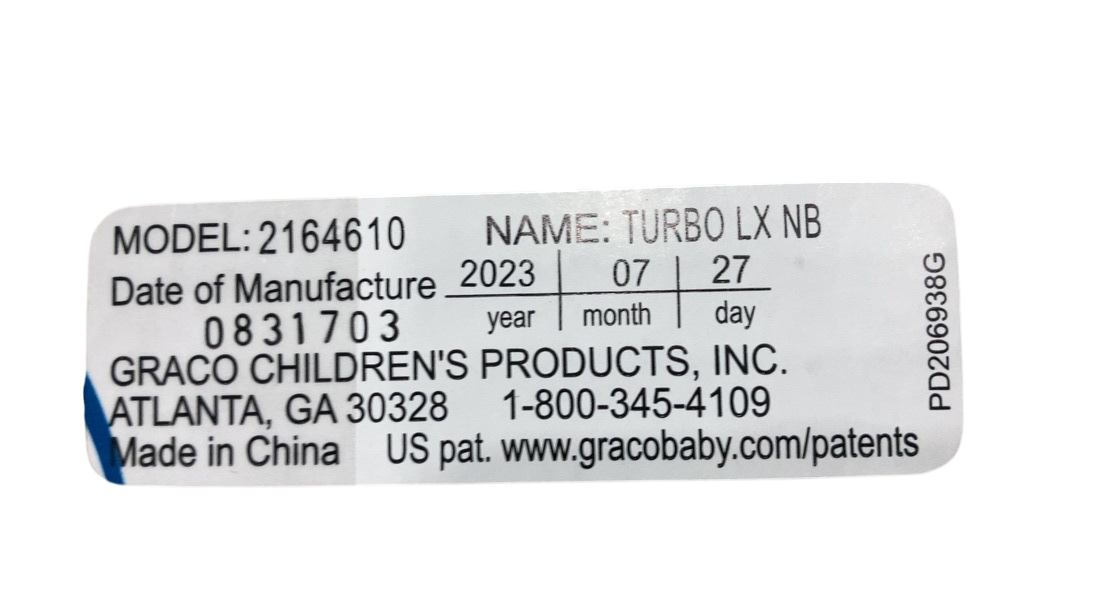 MODEL: 2164610 NAME: TURBO LX NB
Date of Manufacture 2023 07 27
year month day
0831703
GRACO CHILDREN'S PRODUCTS, INC.
ATLANTA, GA 30328 1-800-345-4109
Made in China US pat. www.gracobaby.com/patents
PD206938G